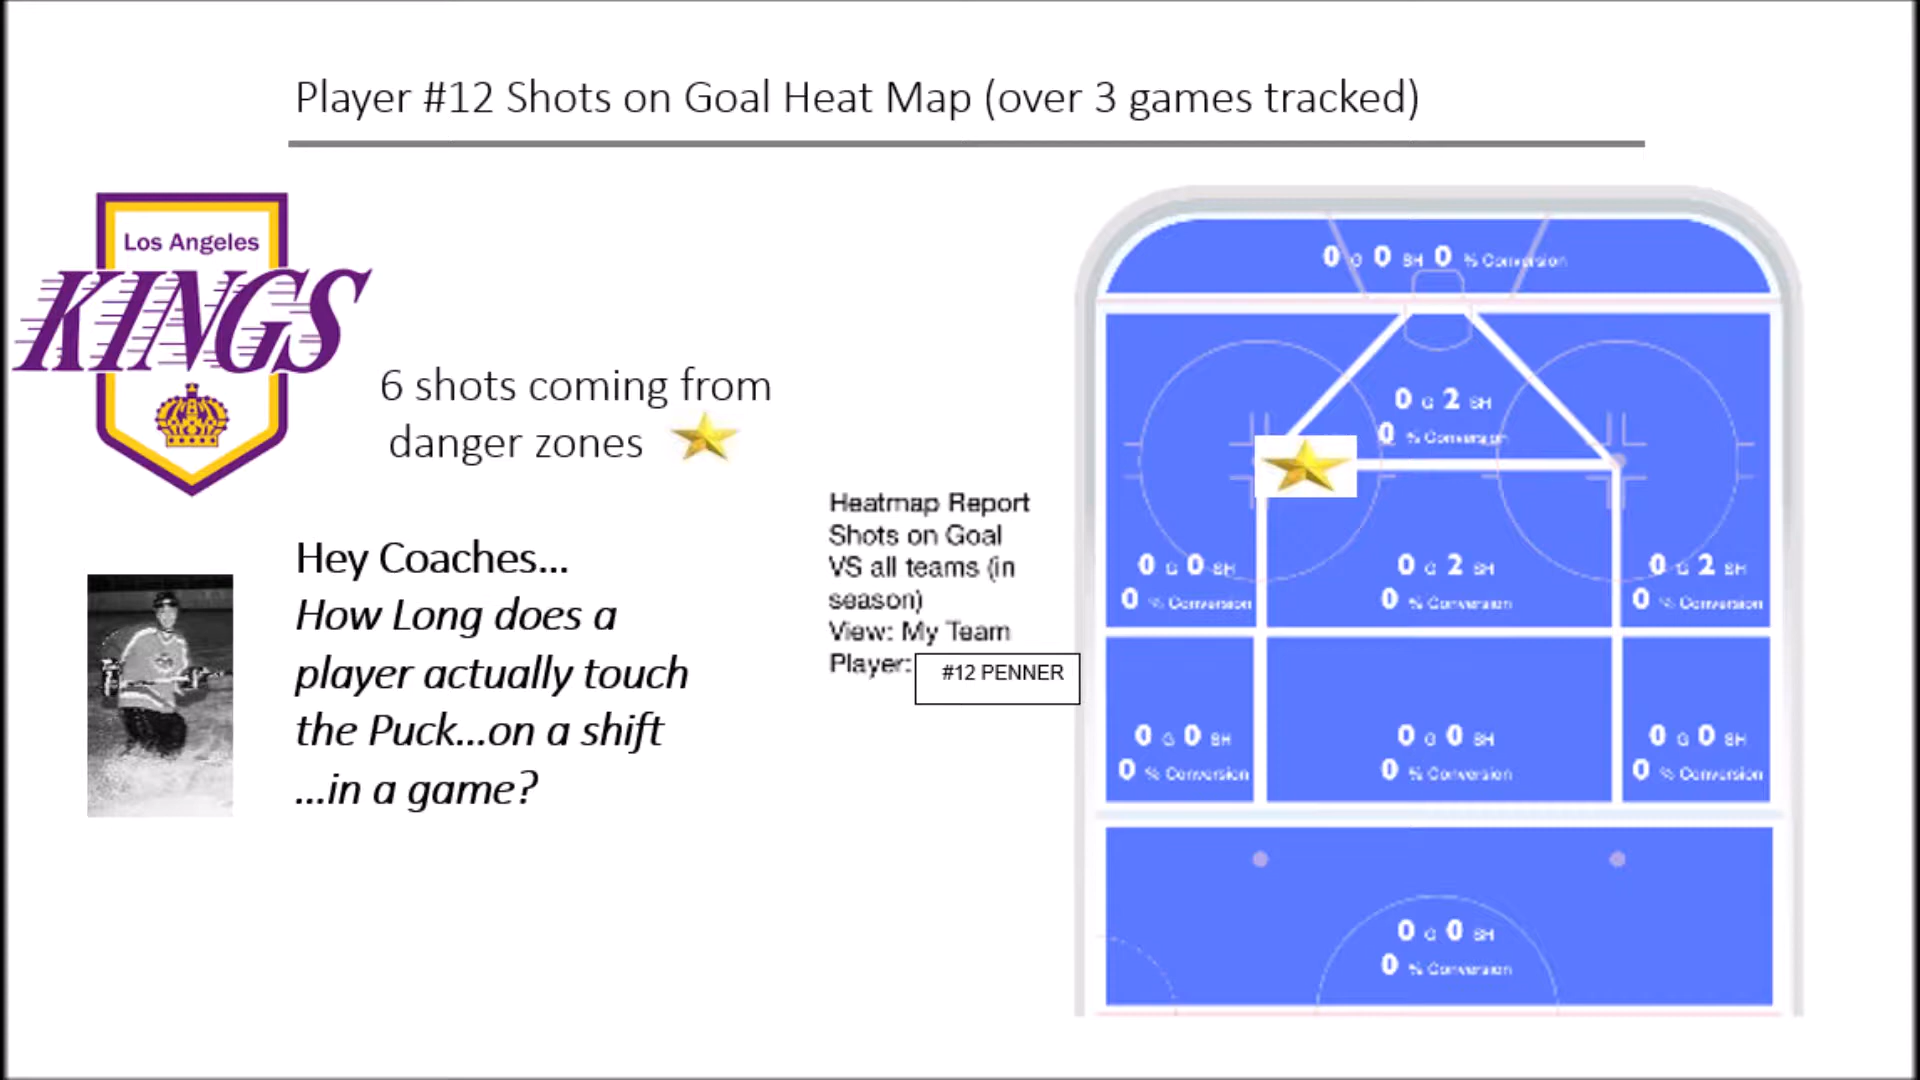 Player #12 Shots on Goal Heat Map (over 3 games tracked)
Los Angeles
KINGS
6 shots coming from
danger zones
Hey Coaches...
How Long does a
player actually touch
the Puck...on a shift
...in a game?
Heatmap Report
Shots on Goal
VS all teams (in
season)
View: My Team
Player:
#12 PENNER
0 G 0 SH 0 % Conversion
0 G 2 SH
0 % Conversion
0 G 0 SH
0 % Conversion
0 G 2 SH
0 % Conversion
0 G 2 SH
0 % Conversion
0 G 0 SH
0 % Conversion
0 G 0 SH
0 % Conversion
0 G 0 SH
0 % Conversion
0 G 0 SH
0 % Conversion